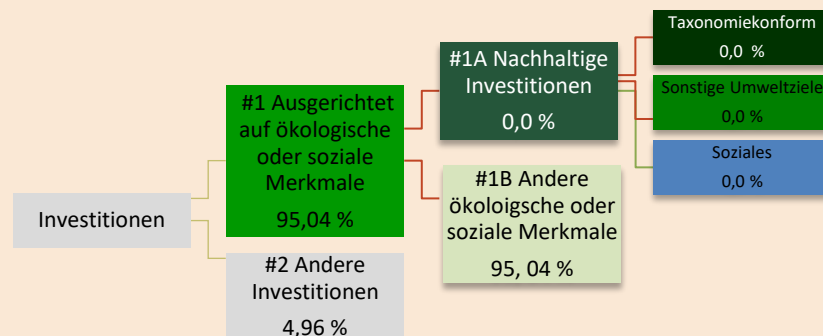 Investitionen
#1 Ausgerichtet
auf ökologische
oder soziale
Merkmale
95,04 %
#2 Andere
Investitionen
4,96 %
#1A Nachhaltige
Investitionen
0,0 %
#1B Andere
ökoloigsche oder
soziale Merkmale
95, 04 %
Taxonomiekonform
0,0 %
Sonstige Umweltziele
0,0 %
Soziales
0,0 %